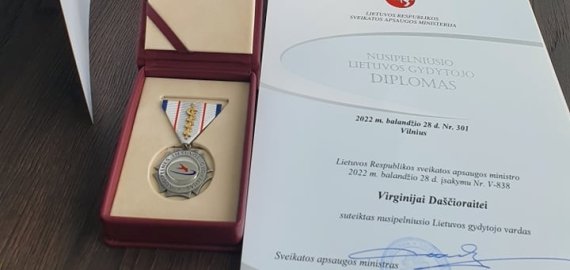 LIETUVOS RESPUBLIKOS
SVEIKATOS APSAUGOS MINISTERIJA
NUSIPELNIUSIO
LIETUVOS GYDYTOJO
DIPLOMAS
2022 m. balandžio 28 d. Nr. 301
Vilnius
Lietuvos Respublikos sveikatos apsaugos ministro
2022 m. balandžio 28 d. įsakymu Nr. V-838
Virginijai Daščioraitei
suteiktas nusipelniusio Lietuvos gydytojo vardas
Sveikatos apsaugos ministras